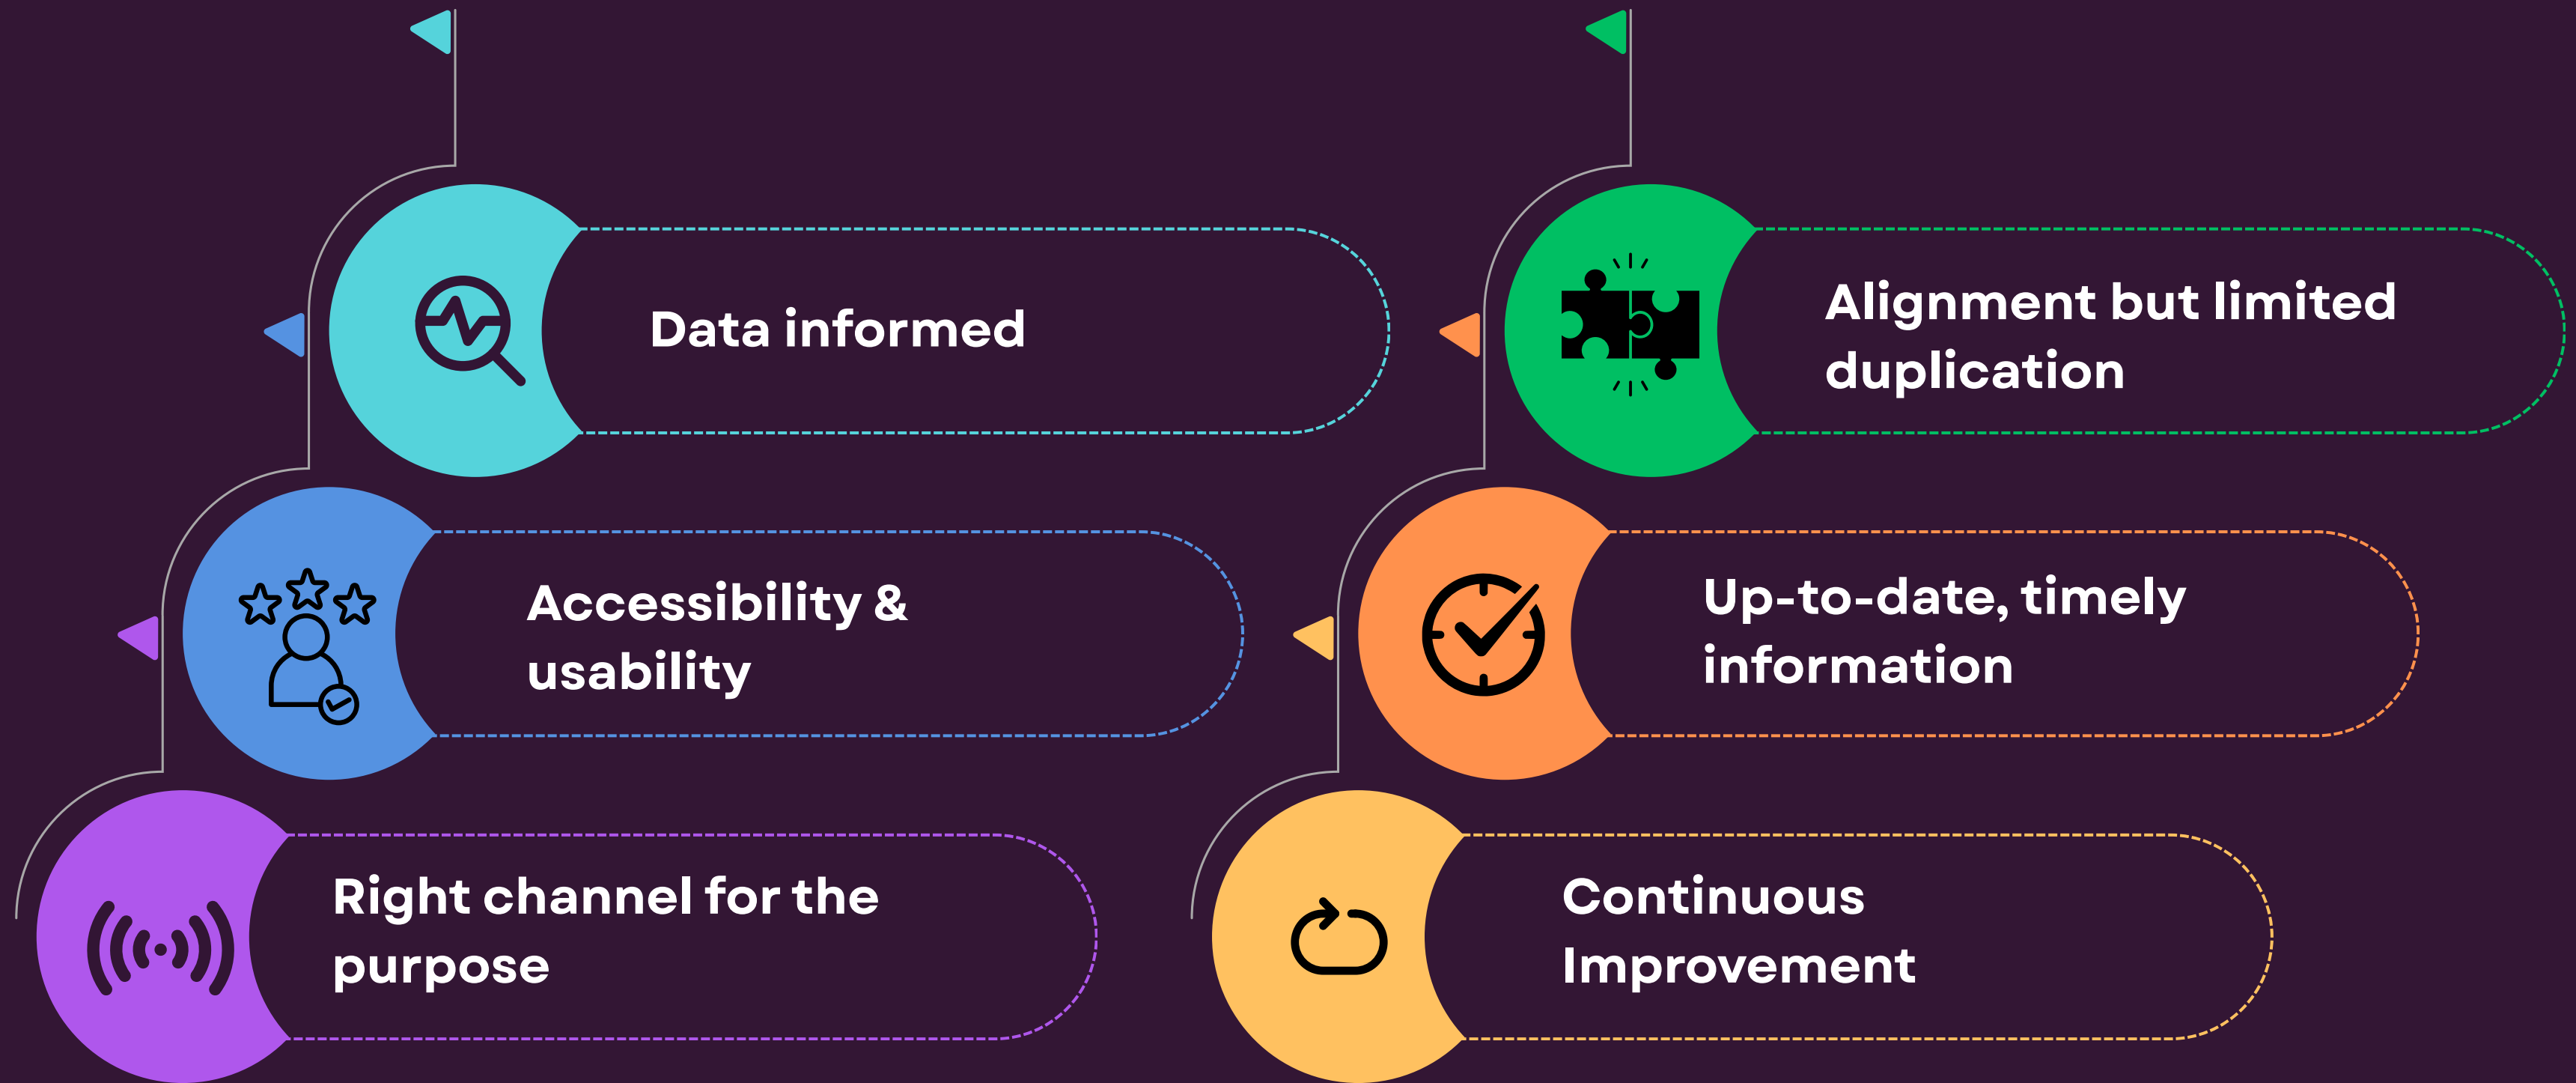 Data informed
Accessibility &
usability
Right channel for the
purpose
Alignment but limited
duplication
Up-to-date, timely
information
Continuous
Improvement